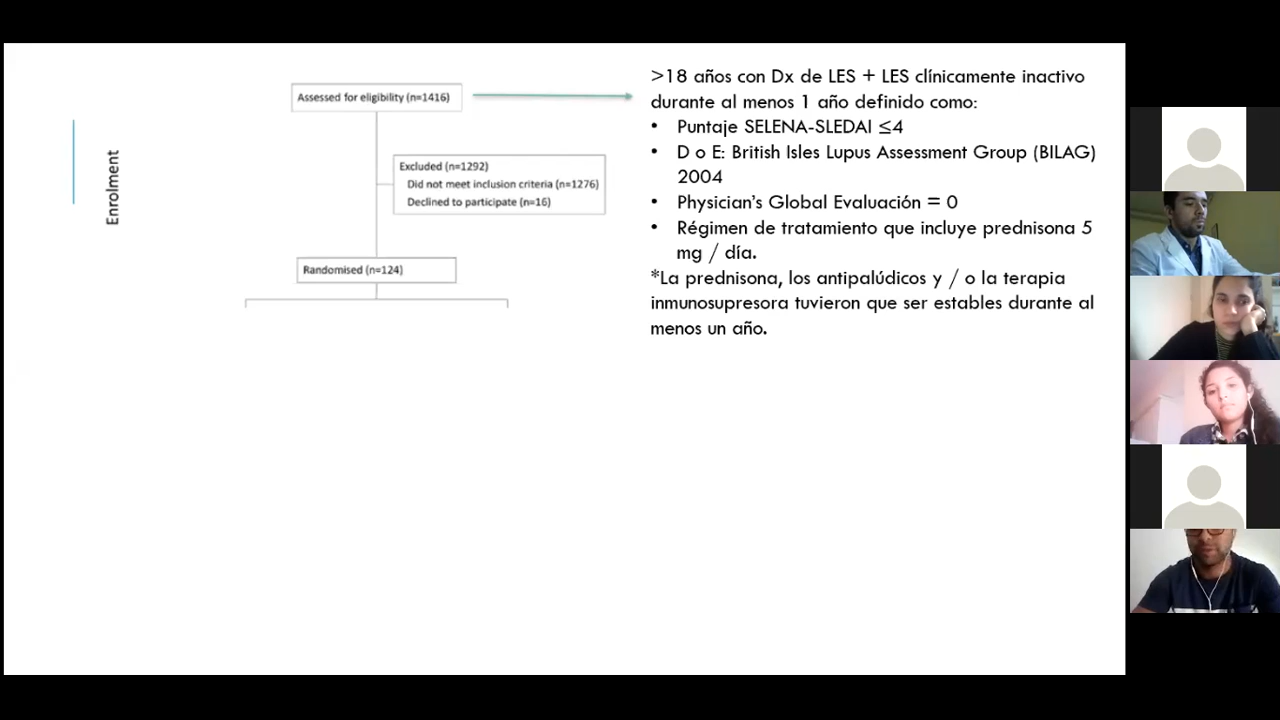 Enrolment
Assessed for eligibility (n=1416)
Excluded (n=1292)
Did not meet inclusion criteria (n=1276)
Declined to participate (n=16)
Randomised (n=124)
>18 años con Dx de LES + LES clínicamente inactivo
durante al menos 1 año definido como:
• Puntaje SELENA-SLEDAI ≤4
• D o E: British Isles Lupus Assessment Group (BILAG)
2004
• Physician's Global Evaluación = 0
• Régimen de tratamiento que incluye prednisona 5
mg / día.
*La prednisona, los antipalúdicos y / o la terapia
inmunosupresora tuvieron que ser estables durante al
menos un año.